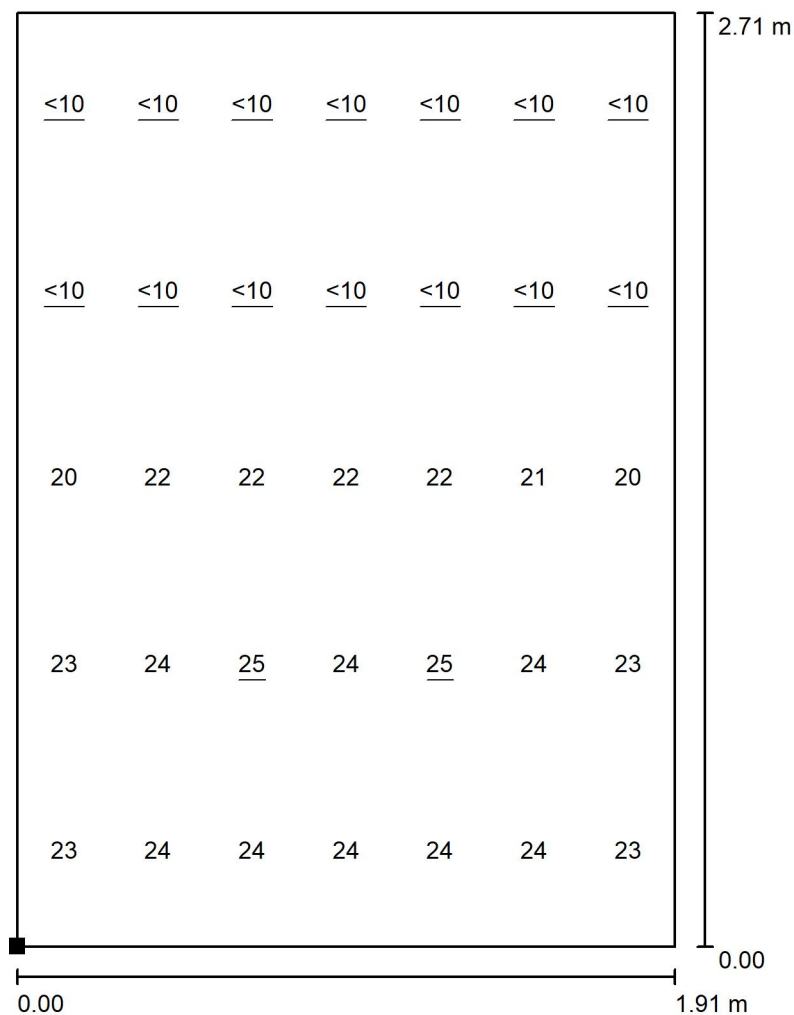 2.71 m
<10 <10 <10 <10 <10 <10 <10
<10 <10 <10 <10 <10 <10 <10
20 22 22 22 22 21 20
23 24 25 24 25 24 23
23 24 24 24 24 24 23
0.00
0.00 1.91 m